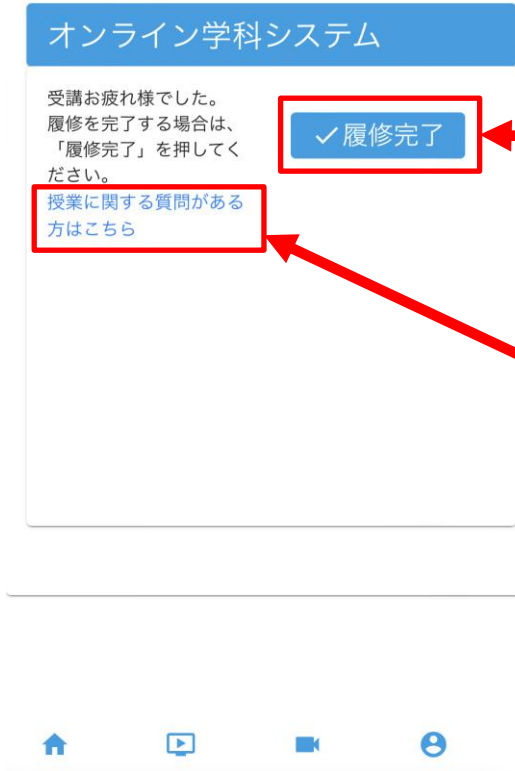 オンライン学科システム
受講お疲れ様でした。
履修を完了する場合は、
「履修完了」を押してく
ださい。
授業に関する質問がある
方はこちら
✓履修完了